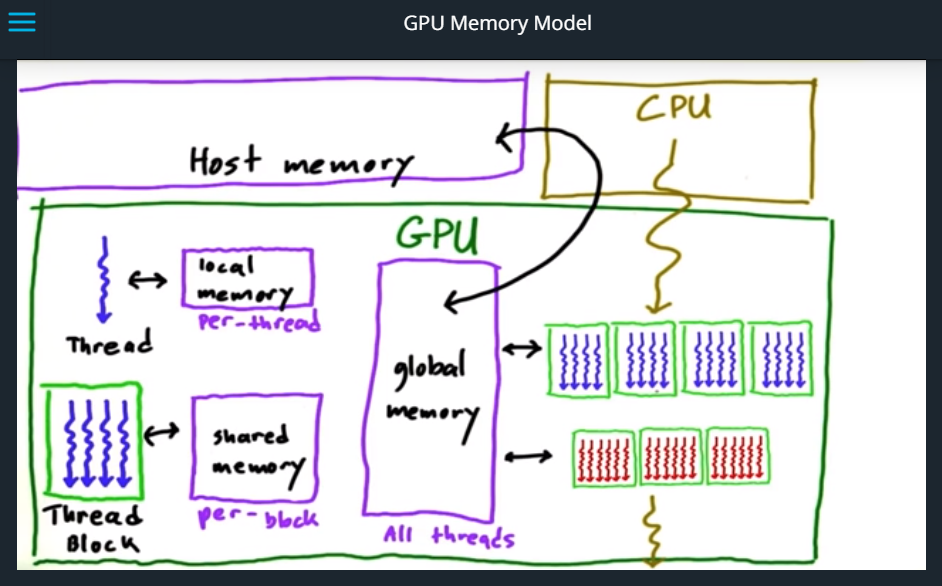 GPU Memory Model
Host memory
CPU
GPU
local
memory
per-thread
Thread
global
memory
All threads
shared
memory
per-block
Thread
Block